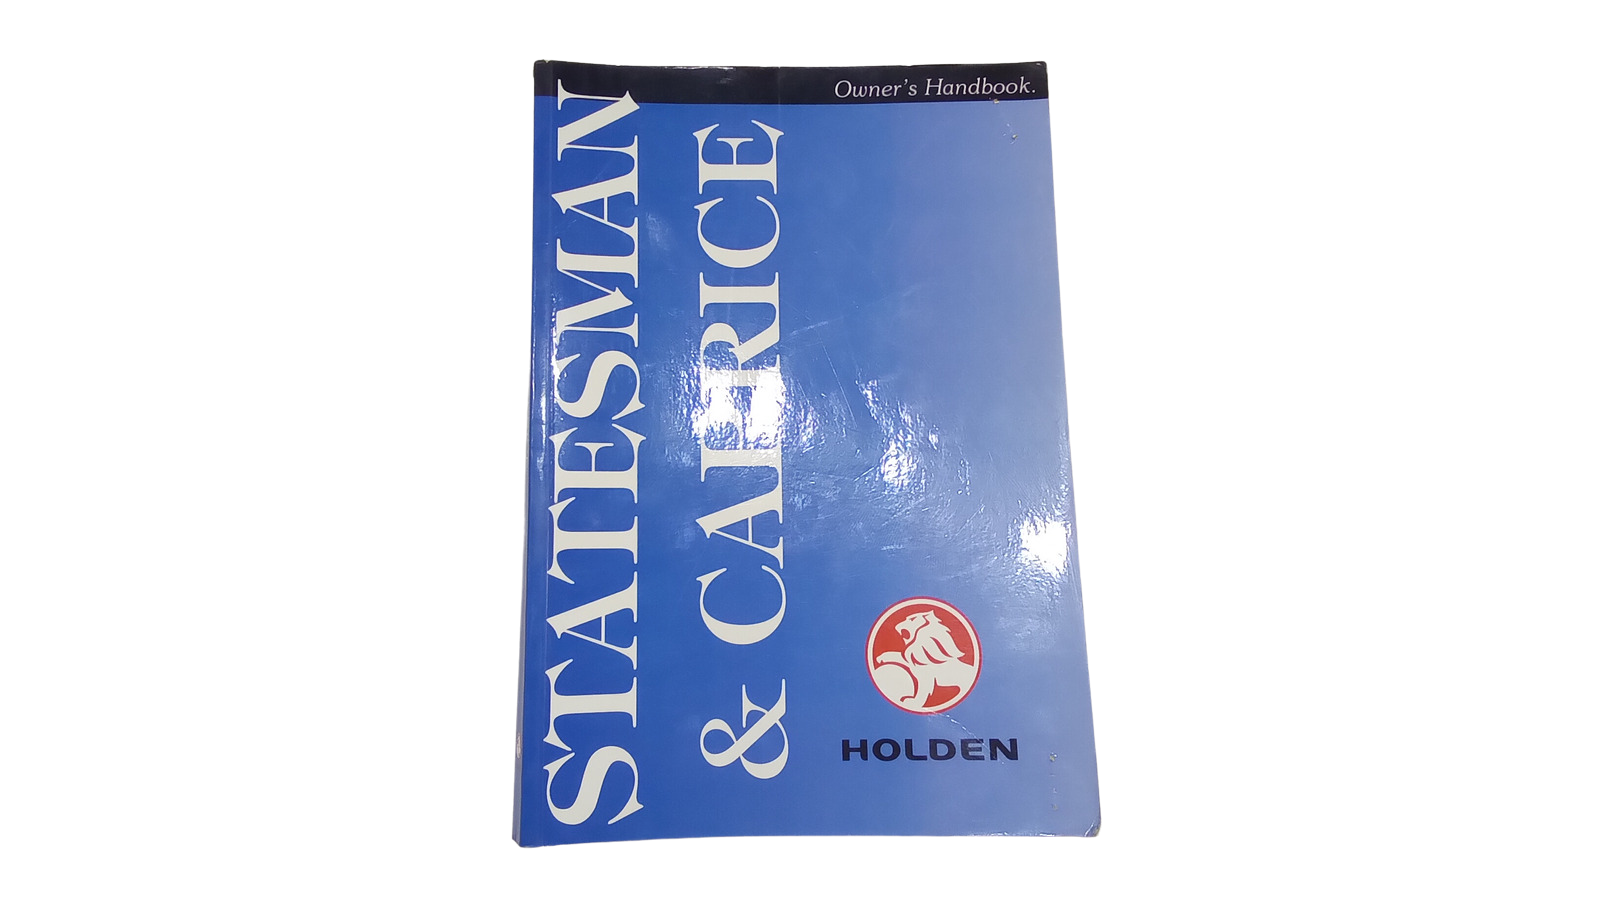 Owner's Handbook.
STATESMAN
& CAPRICE
HOLDEN